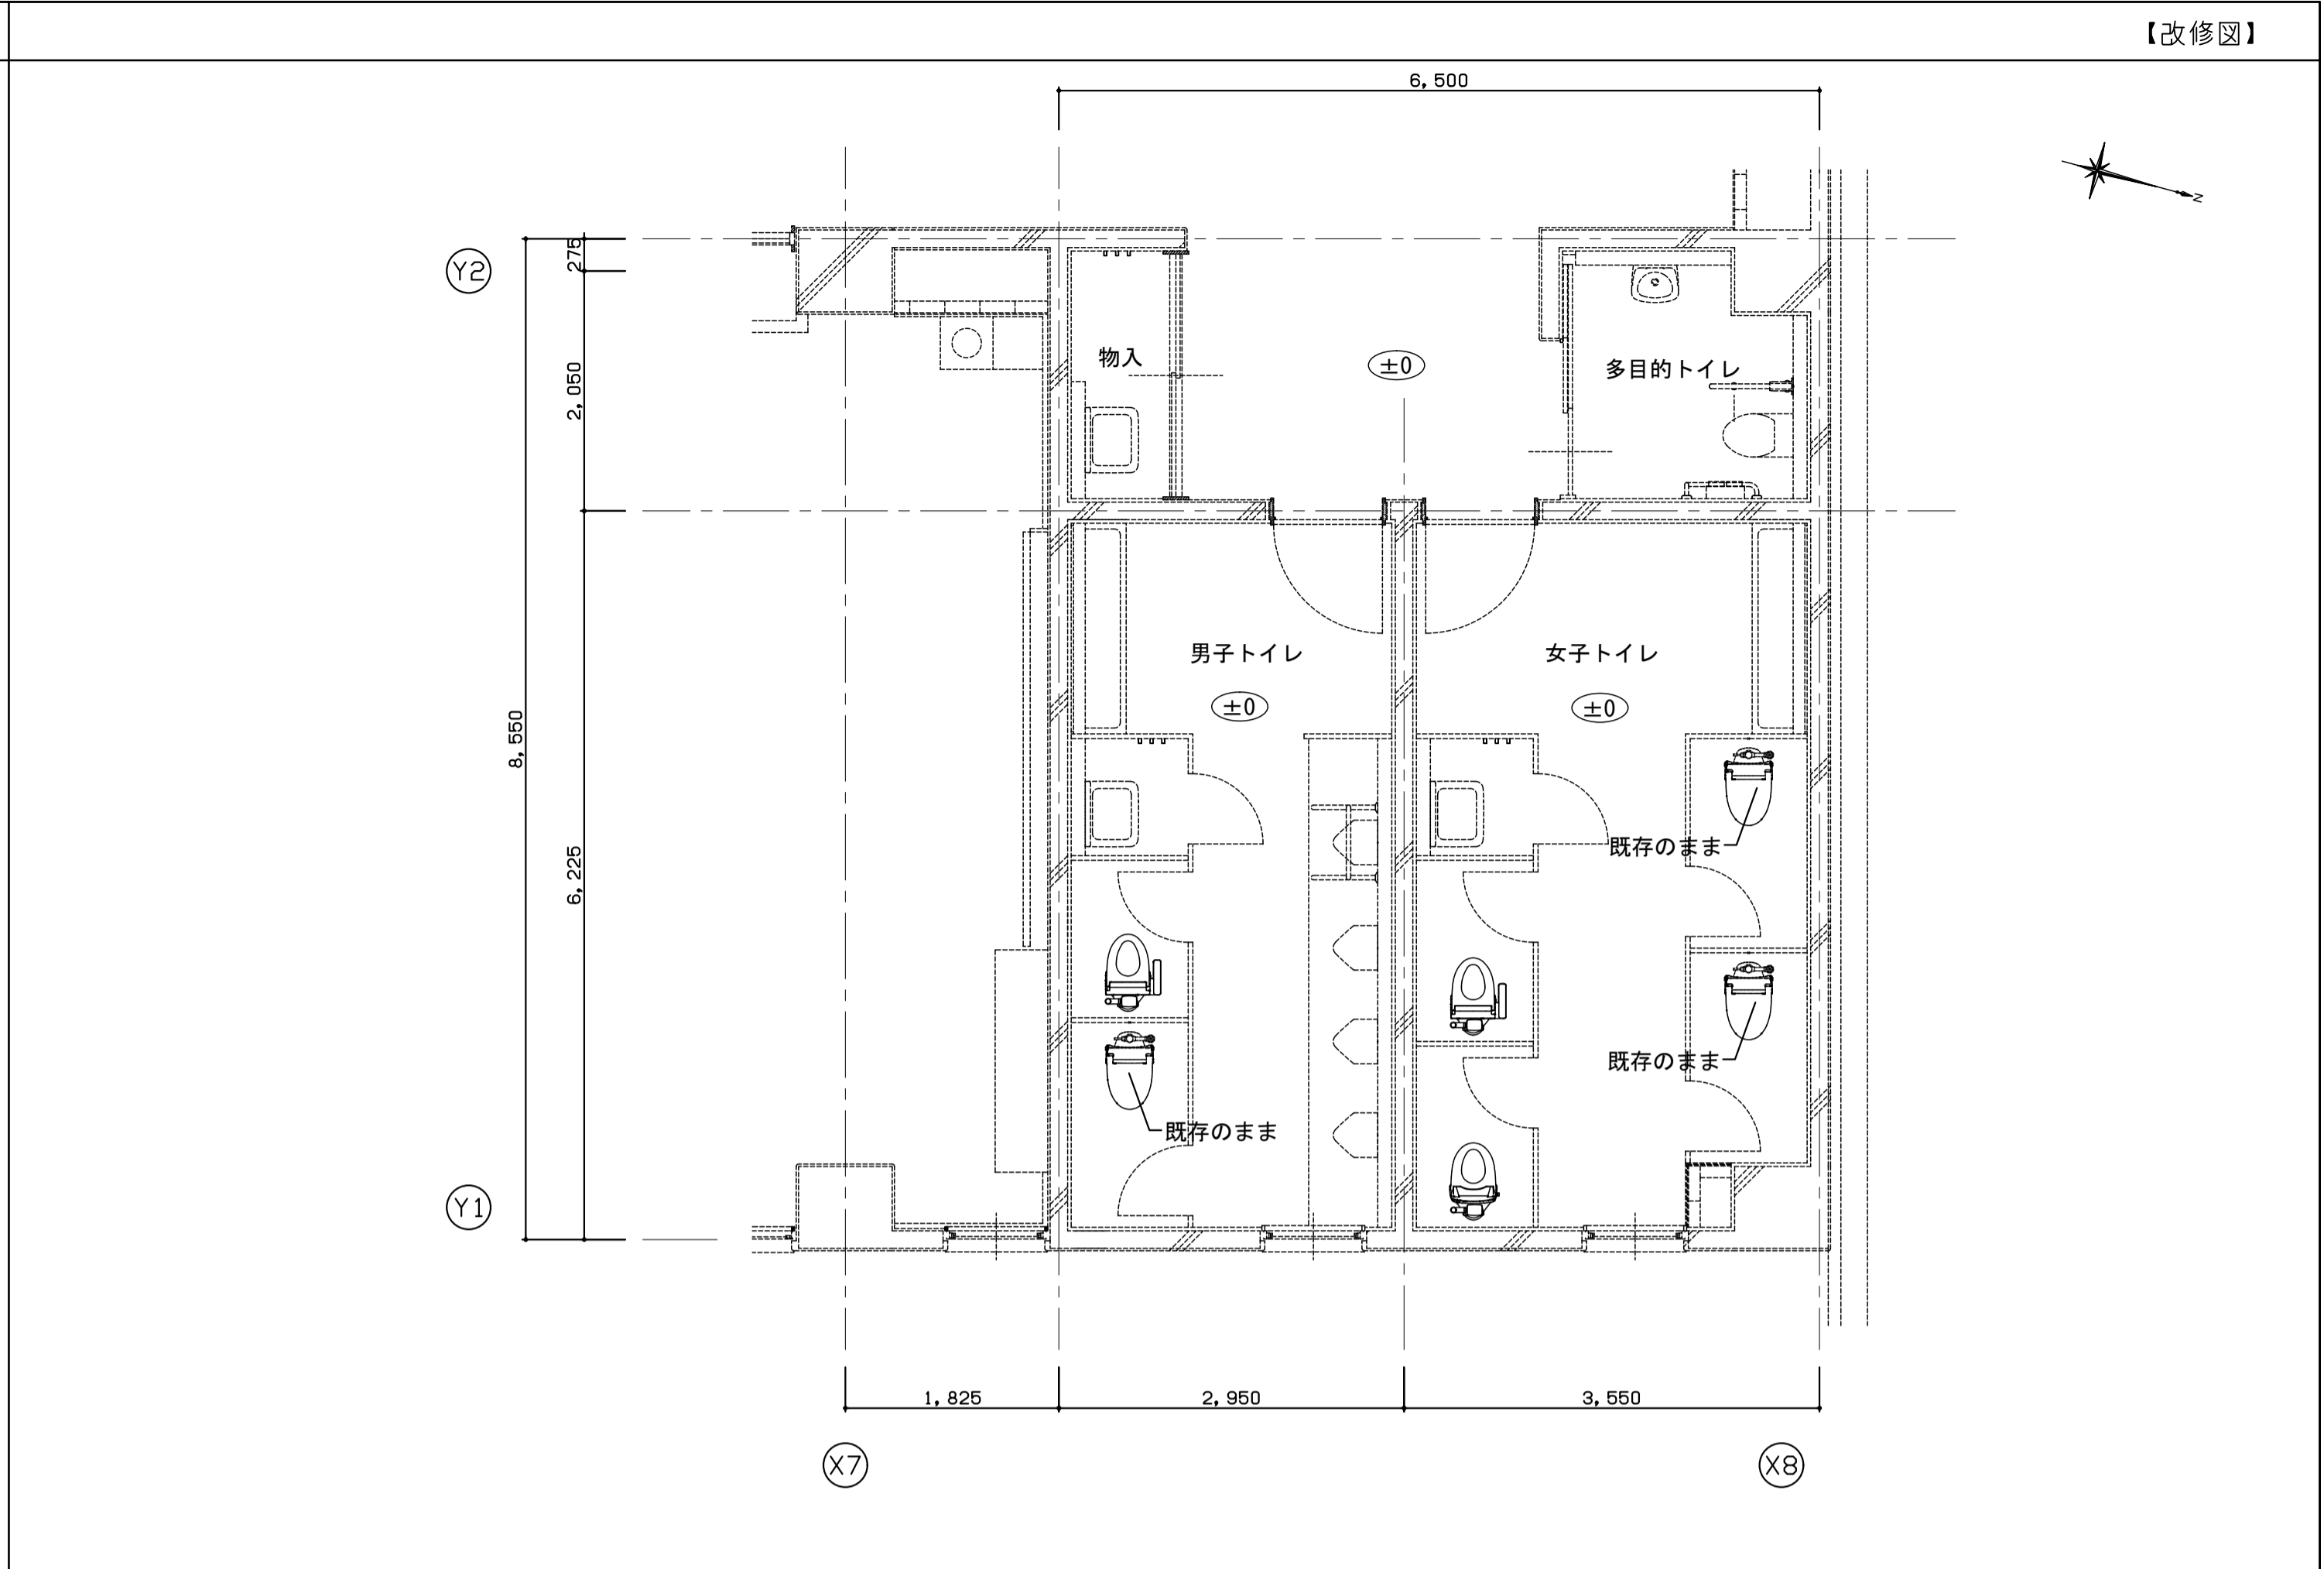 【改修図】
6,500
N
Y2
275
2,050
物入
±0
多目的トイレ
男子トイレ
女子トイレ
±0
±0
8,550
6,225
既存のまま
既存のまま
既存のまま
Y1
1,825
2,950
3,550
X7
X8